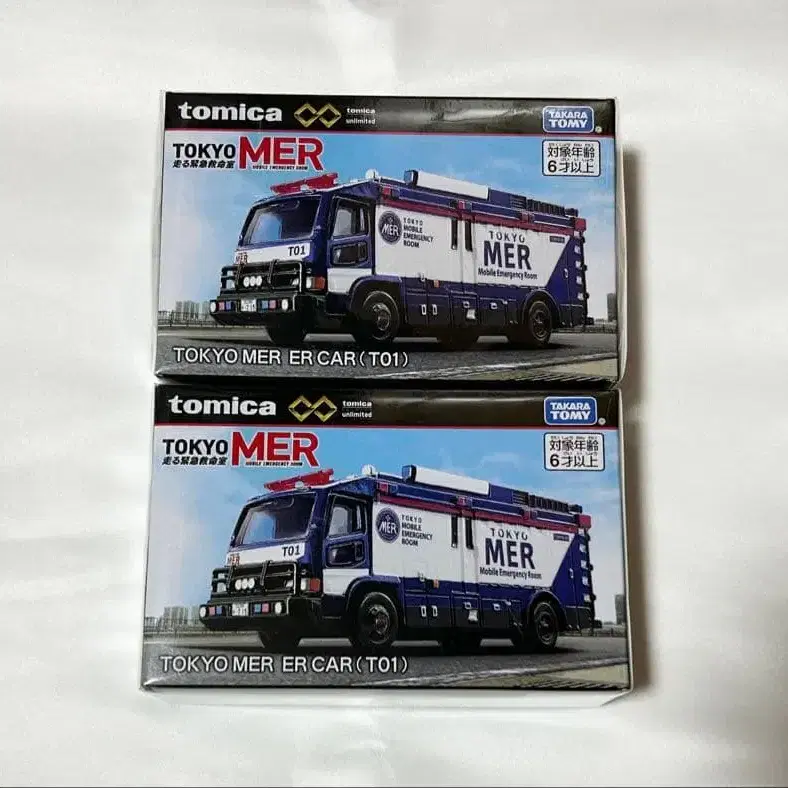 tomica tomica
unlimited
TAKARA
TOMY
TOKYO MER
走る緊急救命室 MOBILE EMERGENCY ROOM
対象年齢
6才以上
T01
MER
MER
TOKYO
MOBILE
EMERGENCY
ROOM
TOKYO
MER
Mobile Emergency Room
TOKYO MER ER CAR (T01)
tomica tomica
unlimited
TAKARA
TOMY
TOKYO MER
走る緊急救命室 MOBILE EMERGENCY ROOM
対象年齢
6才以上
T01
MER
MER
TOKYO
MOBILE
EMERGENCY
ROOM
TOKYO
MER
Mobile Emergency Room
TOKYO MER ER CAR (T01)